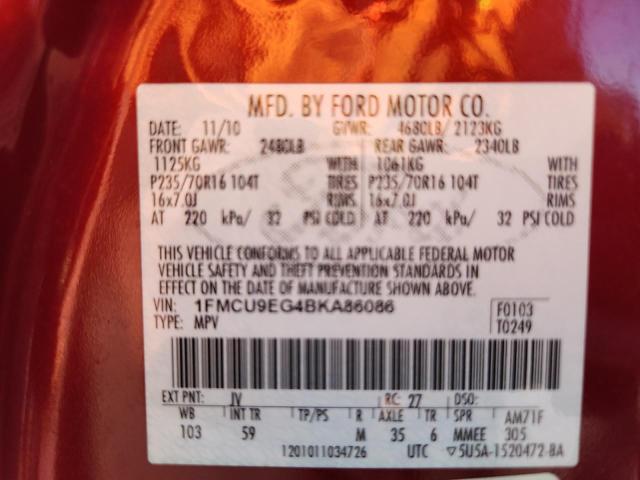 MFD. BY FORD MOTOR CO.
DATE: 11/10 GVWR: 4680LB/ 2123KG
FRONT GAWR: 2480LB REAR GAWR: 2340LB
1125KG WITH 1061KG WITH
P235/70R16 104T TIRES P235/70R16 104T TIRES
16x7.0J RIMS 16x7.0J RIMS
AT 220 kPa/ 32 PSI COLD AT 220 kPa/ 32 PSI COLD
THIS VEHICLE CONFORMS TO ALL APPLICABLE FEDERAL MOTOR
VEHICLE SAFETY AND THEFT PREVENTION STANDARDS IN
EFFECT ON THE DATE OF MANUFACTURE SHOWN ABOVE.
VIN: 1FMCU9EG4BKA86086 F0103
TYPE: MPV T0249
EXT PNT: JV RC: 27 DSO:
WB INT TR TP/PS R AXLE TR SPR AM71F
103 59 M 35 6 MMEE 305
1201011034726 UTC ▽5U5A-1520472-BA